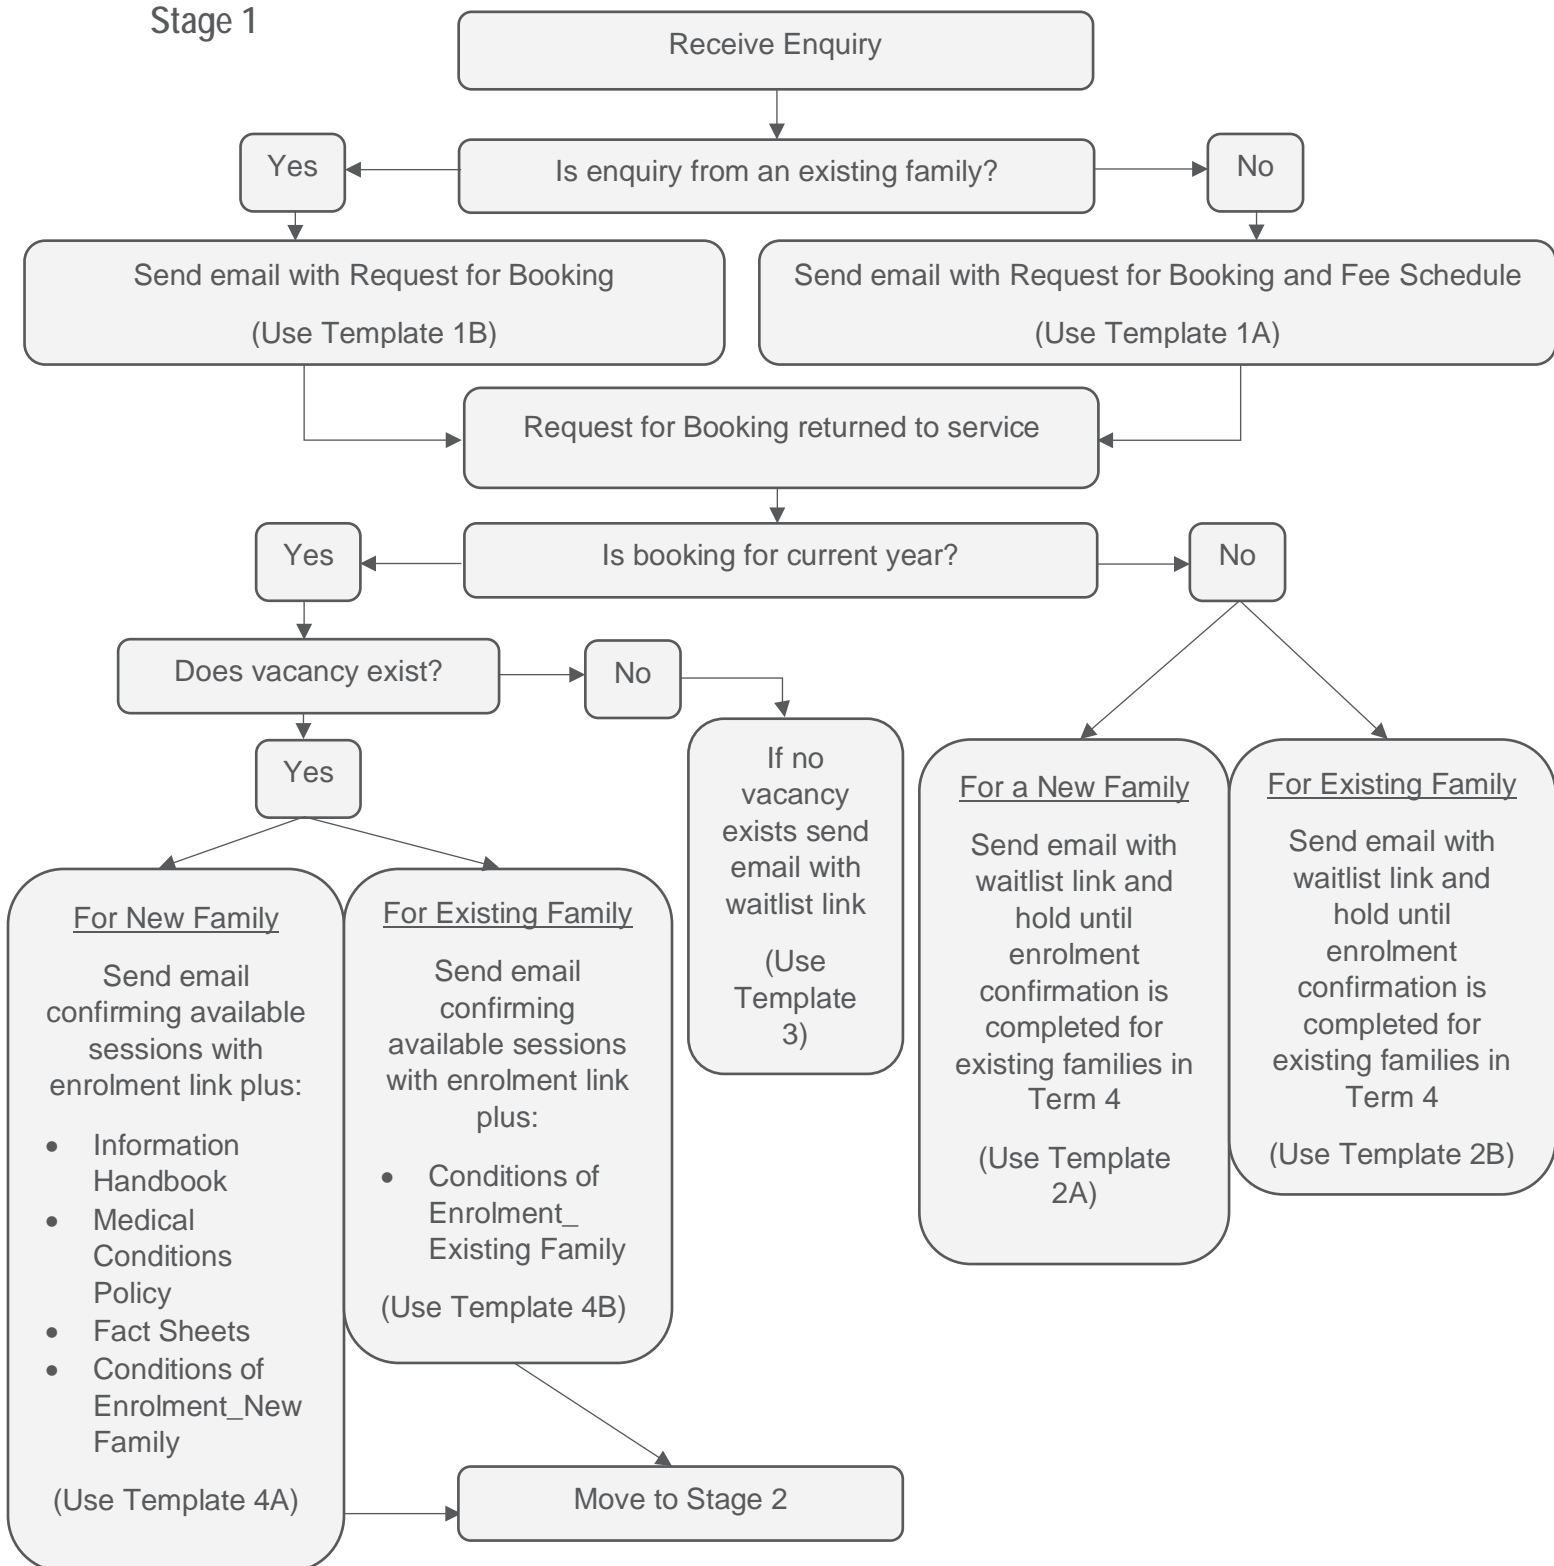 Stage 1
Receive Enquiry
Yes
Is enquiry from an existing family?
No
Send email with Request for Booking
(Use Template 1B)
Send email with Request for Booking and Fee Schedule
(Use Template 1A)
Request for Booking returned to service
Yes
Is booking for current year?
No
Does vacancy exist?
No
Yes
If no
vacancy
exists send
email with
waitlist link
(Use
Template
3)
For a New Family
Send email with
waitlist link and
hold until
enrolment
confirmation is
completed for
existing families in
Term 4
(Use Template
2A)
For Existing Family
Send email with
waitlist link and
hold until
enrolment
confirmation is
completed for
existing families in
Term 4
(Use Template 2B)
For New Family
Send email
confirming available
sessions with
enrolment link plus:
• Information
Handbook
• Medical
Conditions
Policy
• Fact Sheets
• Conditions of
Enrolment_New
Family
(Use Template 4A)
For Existing Family
Send email
confirming
available sessions
with enrolment link
plus:
• Conditions of
Enrolment_
Existing Family
(Use Template 4B)
Move to Stage 2